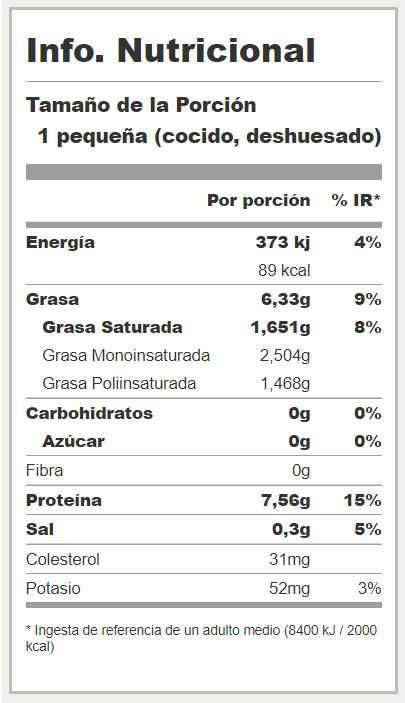 Info. Nutricional
Tamaño de la Porción
1 pequeña (cocido, deshuesado)
Por porción % IR*
Energía 373 kj 4%
89 kcal
Grasa 6,33g 9%
Grasa Saturada 1,651g 8%
Grasa Monoinsaturada 2,504g
Grasa Poliinsaturada 1,468g
Carbohidratos 0g 0%
Azúcar 0g 0%
Fibra 0g
Proteína 7,56g 15%
Sal 0,3g 5%
Colesterol 31mg
Potasio 52mg 3%
* Ingesta de referencia de un adulto medio (8400 kJ / 2000
kcal)